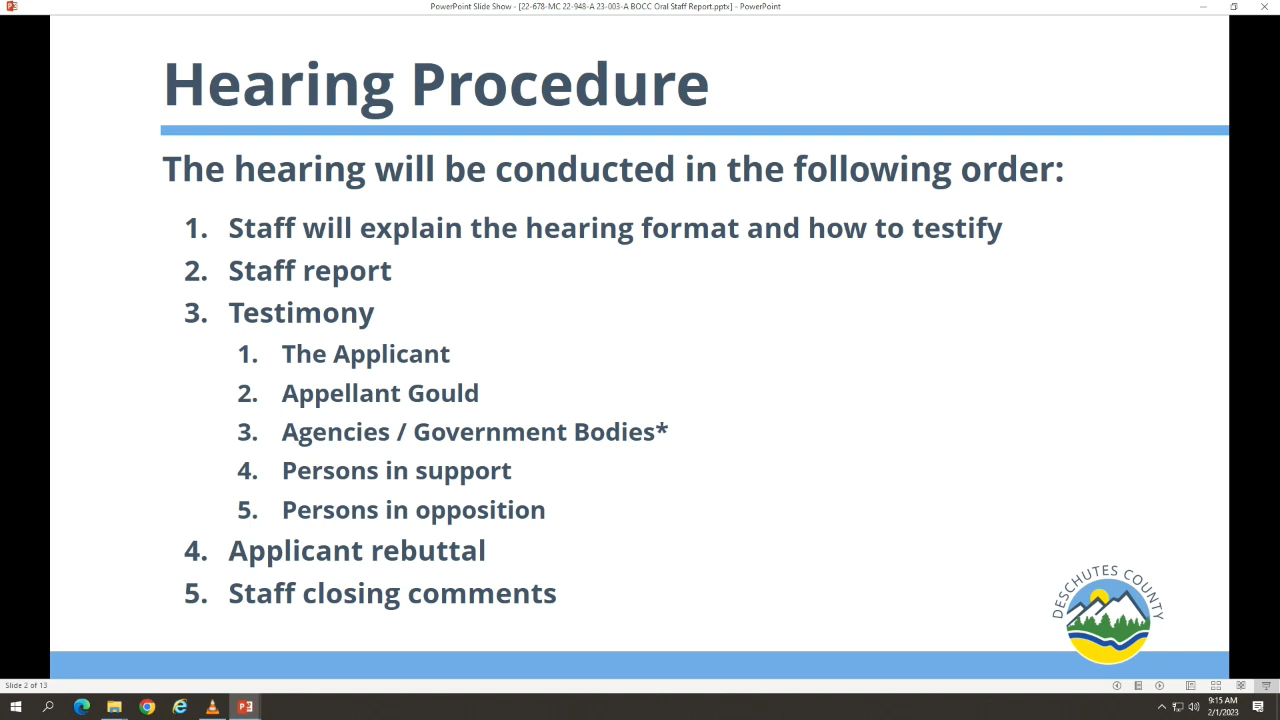 PowerPoint Slide Show - [22-678-MC 22-948-A 23-003-A BOCC Oral Staff Report.pptx] - PowerPoint
Hearing Procedure
The hearing will be conducted in the following order:
1. Staff will explain the hearing format and how to testify
2. Staff report
3. Testimony
1. The Applicant
2. Appellant Gould
3. Agencies / Government Bodies*
4. Persons in support
5. Persons in opposition
4. Applicant rebuttal
5. Staff closing comments
DESCHUTES COUNTY
Slide 2 of 13
9:15 AM
2/1/2023